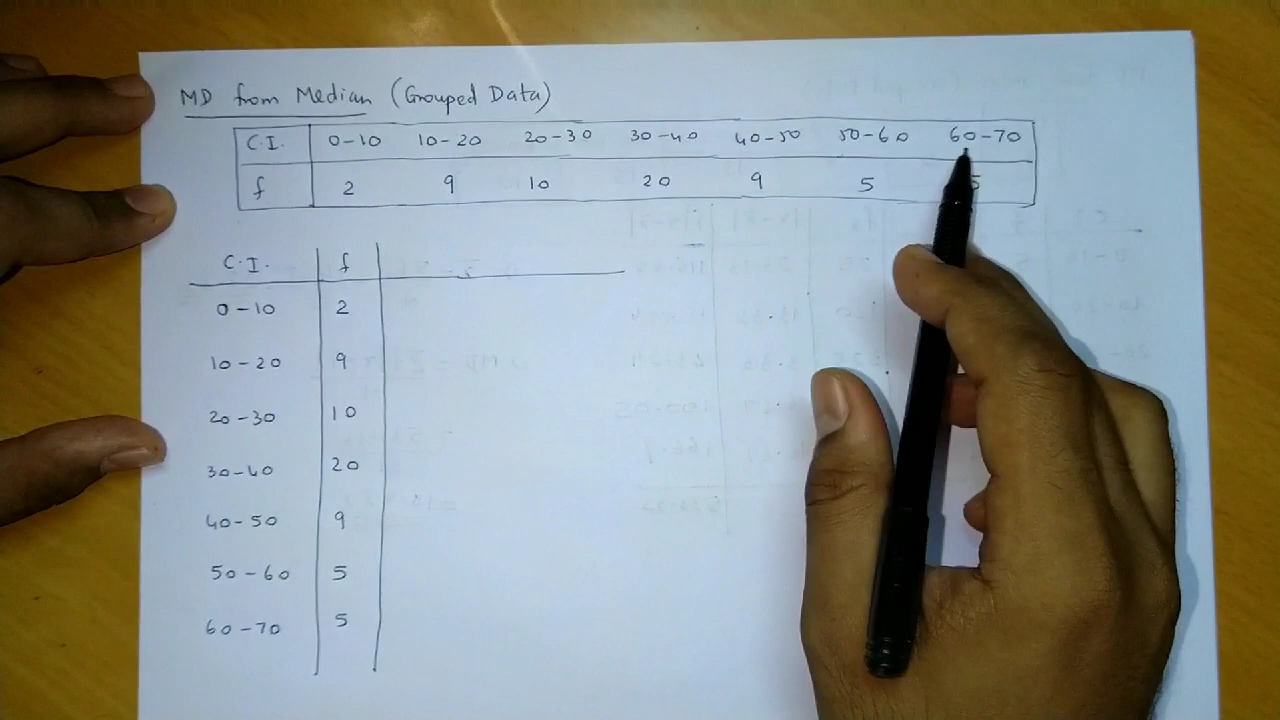 MD from Median (Grouped Data)
C.I. 0-10 10-20 20-30 30-40 40-50 50-60 60-70
f 2 9 10 20 9 5 5
C.I. f
0-10 2
10-20 9
20-30 10
30-40 20
40-50 9
50-60 5
60-70 5